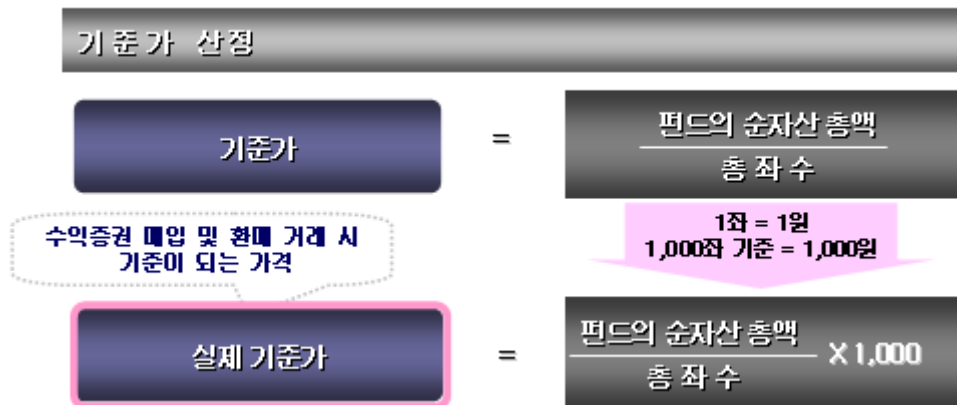 기 준 가 산 정
기준가
=
펀드의 순자산 총액
총 좌 수
수익증권 매입 및 환매 거래 시
기준이 되는 가격
1좌 = 1원
1,000좌 기준 = 1,000원
실제 기준가
=
펀드의 순자산 총액
총 좌 수
X 1,000